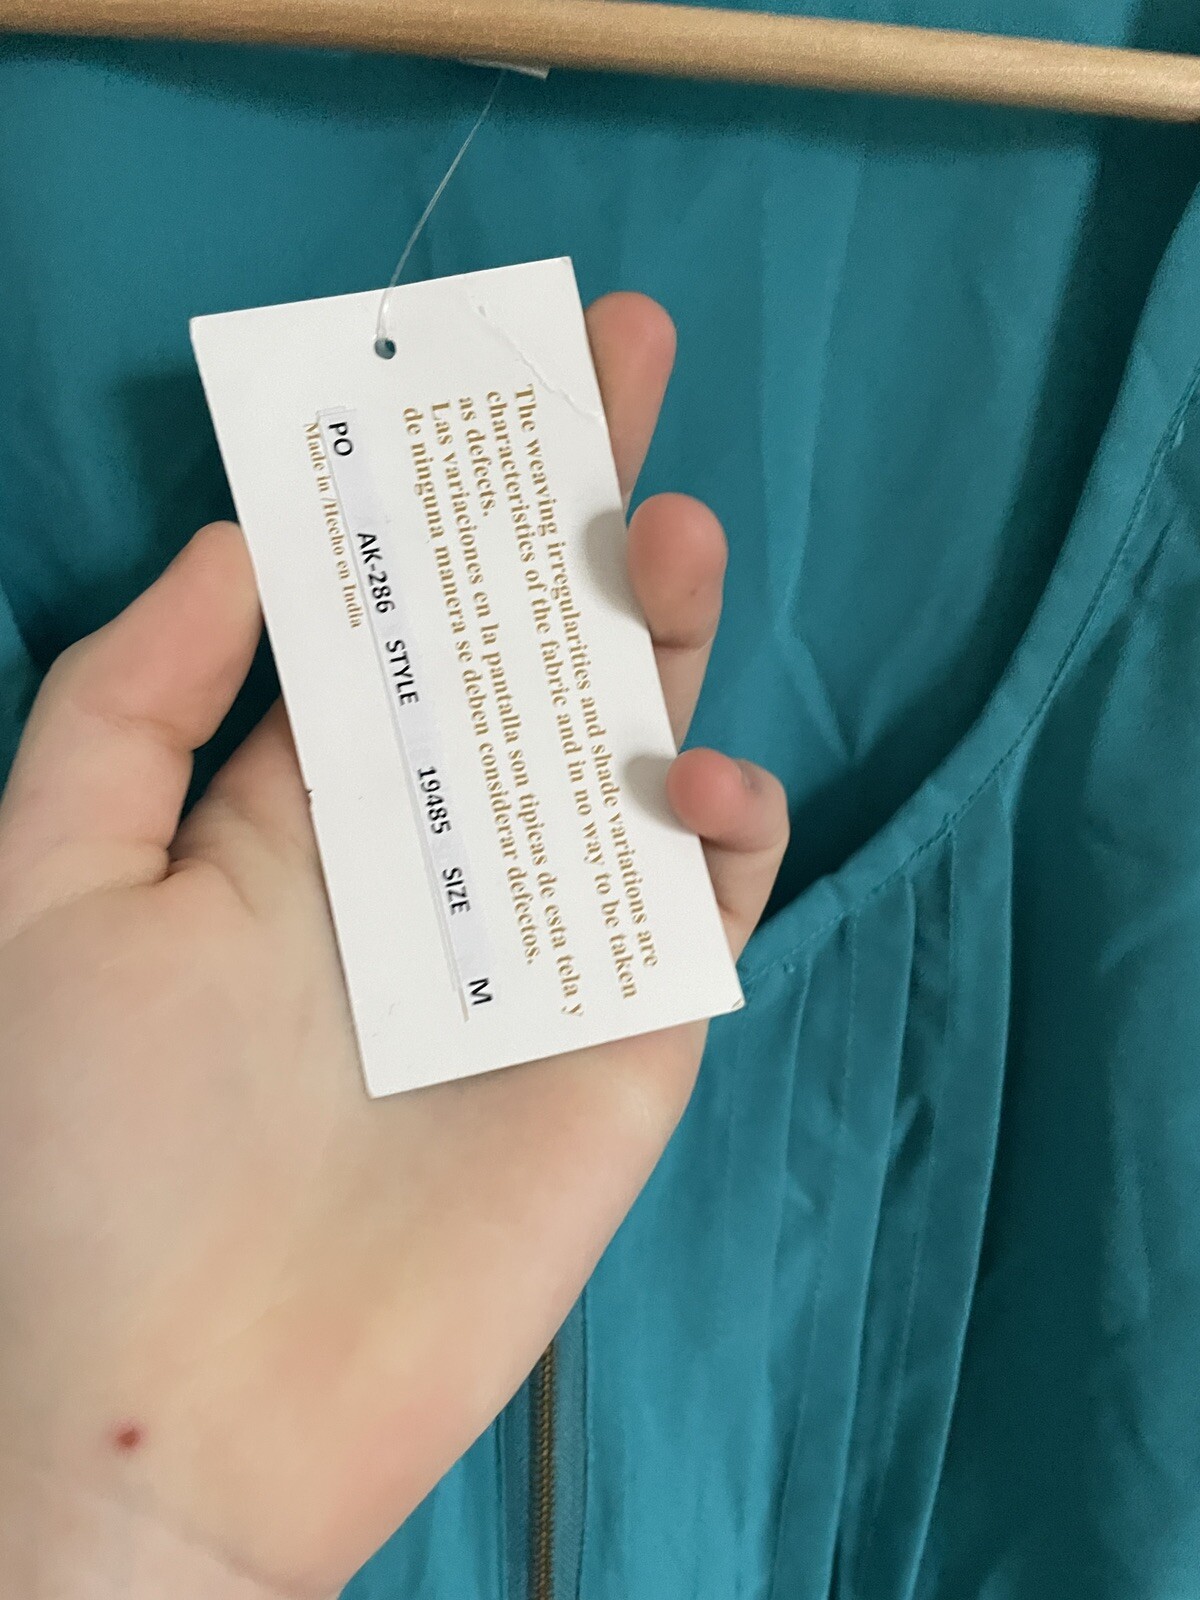 The weaving irregularities and shade variations are
characteristics of the fabric and in no way to be taken
as defects.
Las variaciones en la pantalla son tipicas de esta tela y
de ninguna manera se deben considerar defectos.
PO AK-286 STYLE 19485 SIZE M
Made in /Hecho en India